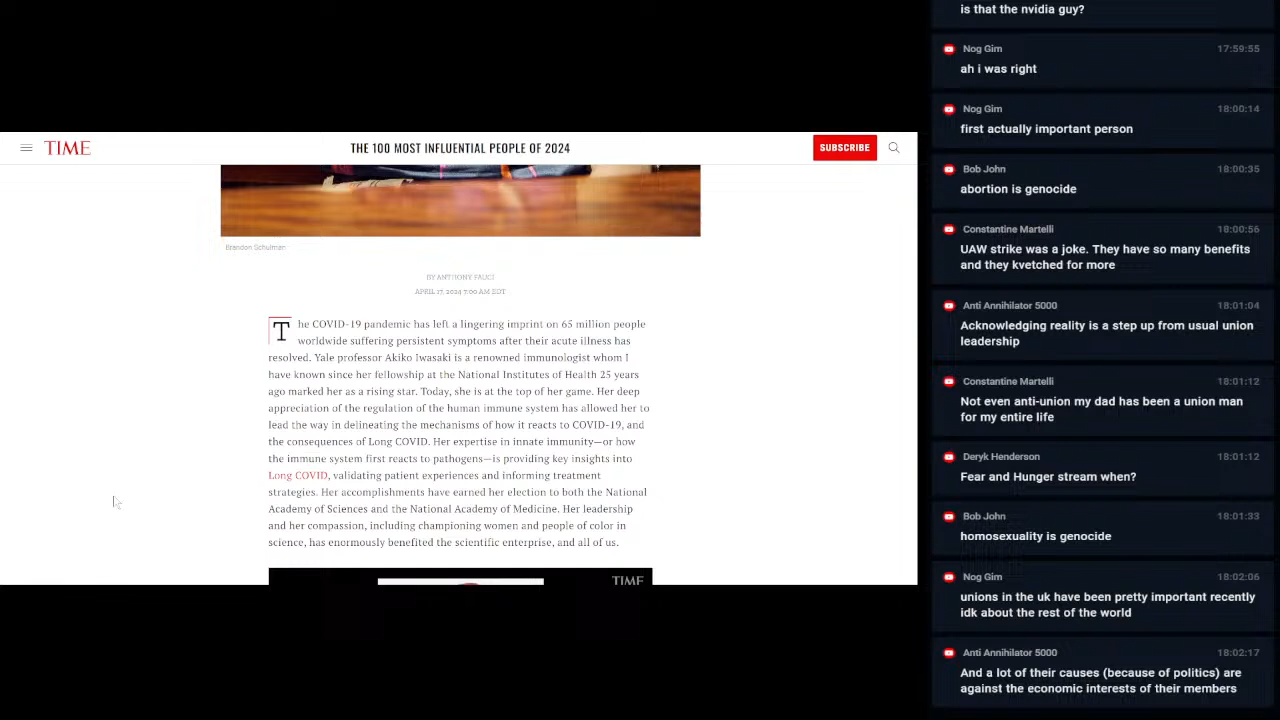 TIME
THE 100 MOST INFLUENTIAL PEOPLE OF 2024
SUBSCRIBE
Brandon Schulman
BY ANTHONY FAUCI
APRIL 17, 2024 7:00 AM EDT
The COVID-19 pandemic has left a lingering imprint on 65 million people
worldwide suffering persistent symptoms after their acute illness has
resolved. Yale professor Akiko Iwasaki is a renowned immunologist whom I
have known since her fellowship at the National Institutes of Health 25 years
ago marked her as a rising star. Today, she is at the top of her game. Her deep
appreciation of the regulation of the human immune system has allowed her to
lead the way in delineating the mechanisms of how it reacts to COVID-19, and
the consequences of Long COVID. Her expertise in innate immunity—or how
the immune system first reacts to pathogens—is providing key insights into
Long COVID, validating patient experiences and informing treatment
strategies. Her accomplishments have earned her election to both the National
Academy of Sciences and the National Academy of Medicine. Her leadership
and her compassion, including championing women and people of color in
science, has enormously benefited the scientific enterprise, and all of us.
TIME
is that the nvidia guy?
Nog Gim 17:59:55
ah i was right
Nog Gim 18:00:14
first actually important person
Bob John 18:00:35
abortion is genocide
Constantine Martelli 18:00:56
UAW strike was a joke. They have so many benefits
and they kvetched for more
Anti Annihilator 5000 18:01:04
Acknowledging reality is a step up from usual union
leadership
Constantine Martelli 18:01:12
Not even anti-union my dad has been a union man
for my entire life
Deryk Henderson 18:01:12
Fear and Hunger stream when?
Bob John 18:01:33
homosexuality is genocide
Nog Gim 18:02:06
unions in the uk have been pretty important recently
idk about the rest of the world
Anti Annihilator 5000 18:02:17
And a lot of their causes (because of politics) are
against the economic interests of their members